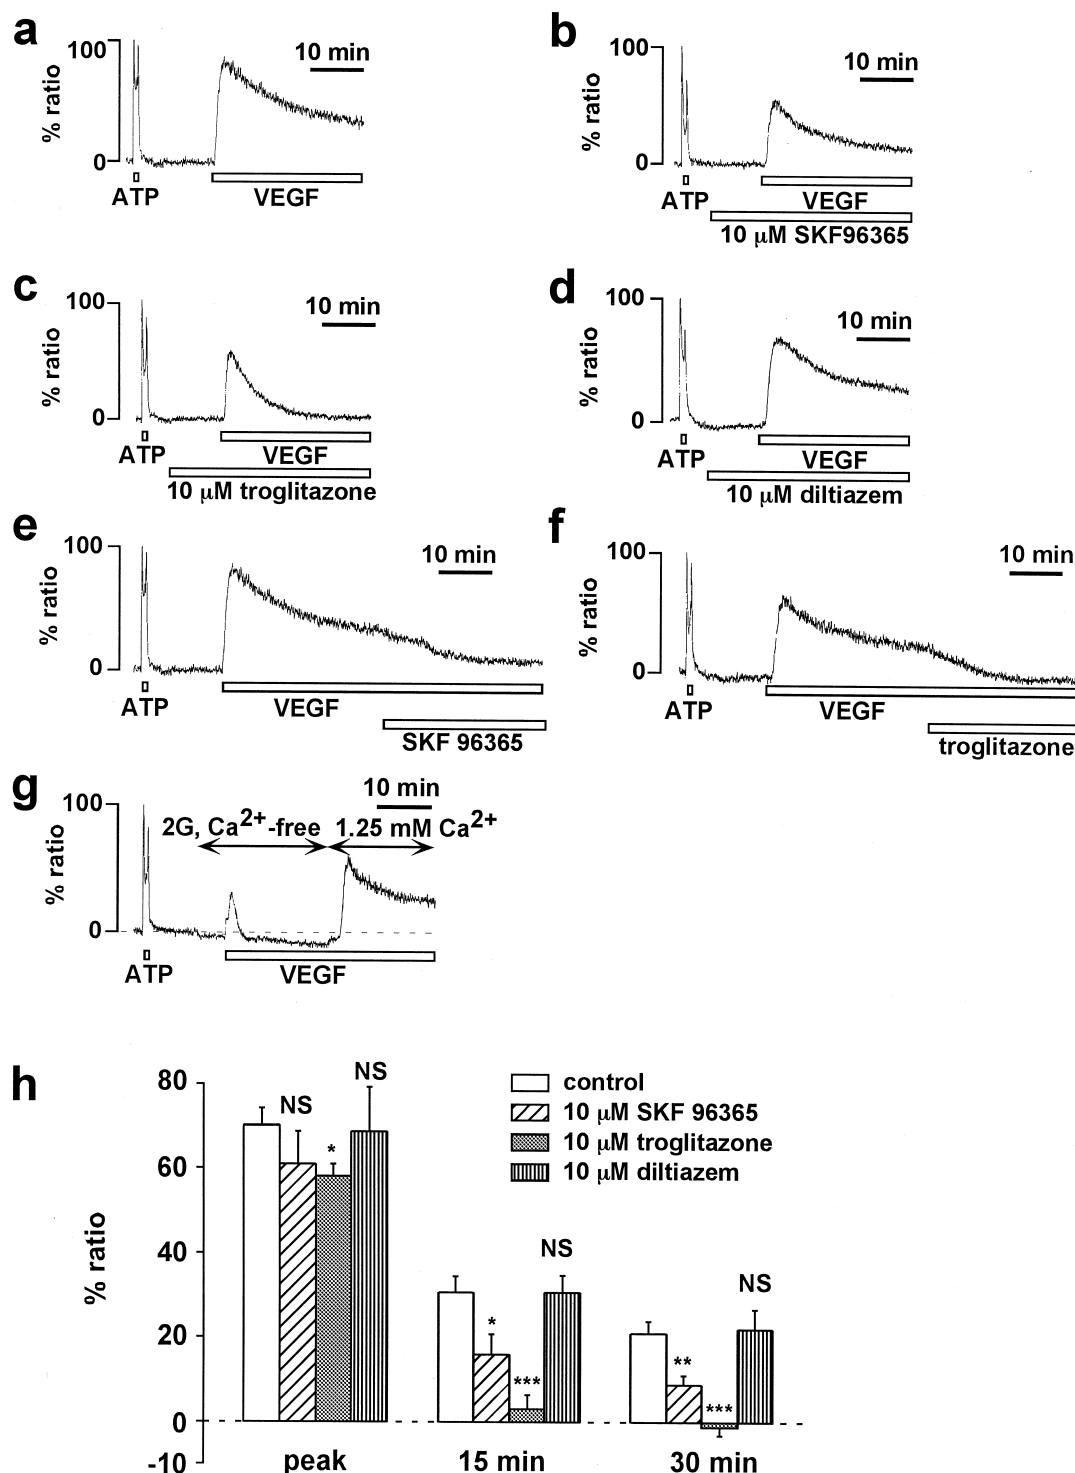 a
100
10 min
% ratio
0
ATP
VEGF
b
100
10 min
% ratio
0
ATP
VEGF
10 μM SKF96365
c
100
10 min
% ratio
0
ATP
VEGF
10 μM troglitazone
d
100
10 min
% ratio
0
ATP
VEGF
10 μM diltiazem
e
100
10 min
% ratio
0
ATP
VEGF
SKF 96365
f
100
10 min
% ratio
0
ATP
VEGF
troglitazone
g
100
10 min
2G, Ca2+-free
1.25 mM Ca2+
% ratio
0
ATP
VEGF
h
80
60
40
20
0
-10
% ratio
NS
*
NS
control
10 μM SKF 96365
10 μM troglitazone
10 μM diltiazem
*
***
NS
**
***
NS
peak
15 min
30 min